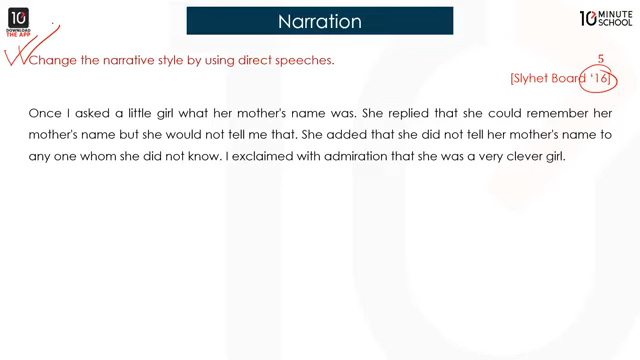 Narration
10
DOWNLOAD
THE APP
10 MINUTE
SCHOOL
Change the narrative style by using direct speeches.
5
[Slyhet Board ‘16]
Once I asked a little girl what her mother's name was. She replied that she could remember her
mother's name but she would not tell me that. She added that she did not tell her mother's name to
any one whom she did not know. I exclaimed with admiration that she was a very clever girl.